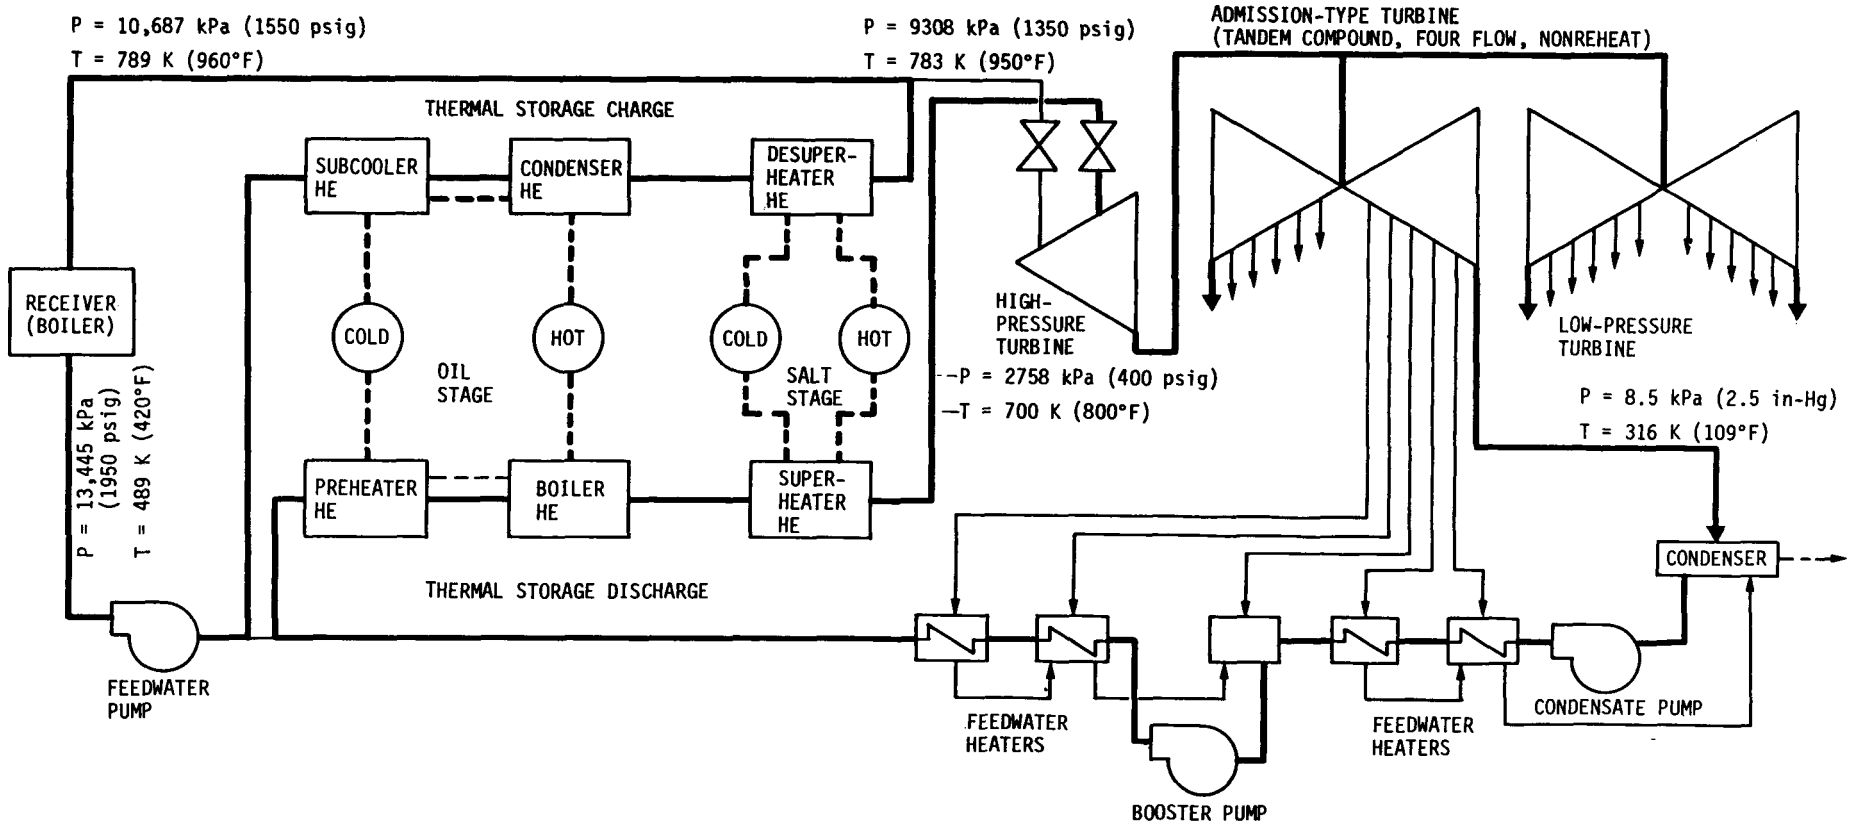 P = 10,687 kPa (1550 psig)
T = 789 K (960°F)
P = 9308 kPa (1350 psig)
T = 783 K (950°F)
ADMISSION-TYPE TURBINE
(TANDEM COMPOUND, FOUR FLOW, NONREHEAT)
THERMAL STORAGE CHARGE
SUBCOOLER
HE
CONDENSER
HE
DESUPER-
HEATER
HE
RECEIVER
(BOILER)
COLD
HOT
COLD
HOT
OIL
STAGE
SALT
STAGE
HIGH-
PRESSURE
TURBINE
LOW-PRESSURE
TURBINE
P = 2758 kPa (400 psig)
T = 700 K (800°F)
P = 8.5 kPa (2.5 in-Hg)
T = 316 K (109°F)
P = 13,445 kPa
(1950 psig)
T = 489 K (420°F)
PREHEATER
HE
BOILER
HE
SUPER-
HEATER
HE
THERMAL STORAGE DISCHARGE
CONDENSER
FEEDWATER
PUMP
FEEDWATER
HEATERS
BOOSTER PUMP
FEEDWATER
HEATERS
CONDENSATE PUMP